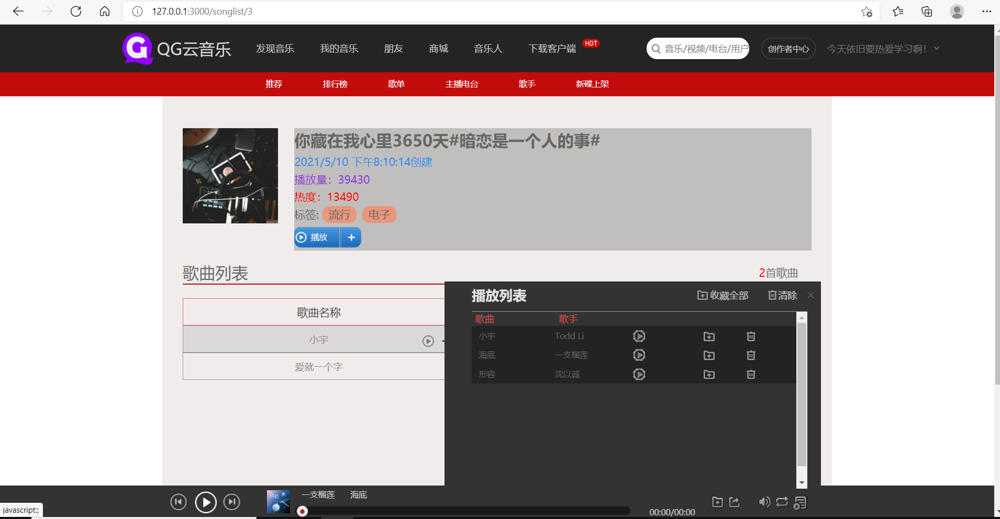 127.0.0.1:3000/songlist/3
QG云音乐 发现音乐 我的音乐 朋友 商城 音乐人 下载客户端 HOT 音乐/视频/电台/用户 创作者中心 今天依旧要热爱学习啊！
推荐 排行榜 歌单 主播电台 歌手 新碟上架
你藏在我心里3650天#暗恋是一个人的事#
2021/5/10 下午8:10:14创建
播放量：39430
热度：13490
标签: 流行 电子
播放 +
歌曲列表 2首歌曲
歌曲名称
小宇
爱就一个字
播放列表 收藏全部 清除
歌曲 歌手
小宇 Todd Li
海底 一支榴莲
形容 沈以诚
一支榴莲 海底
00:00/00:00
javascript:;